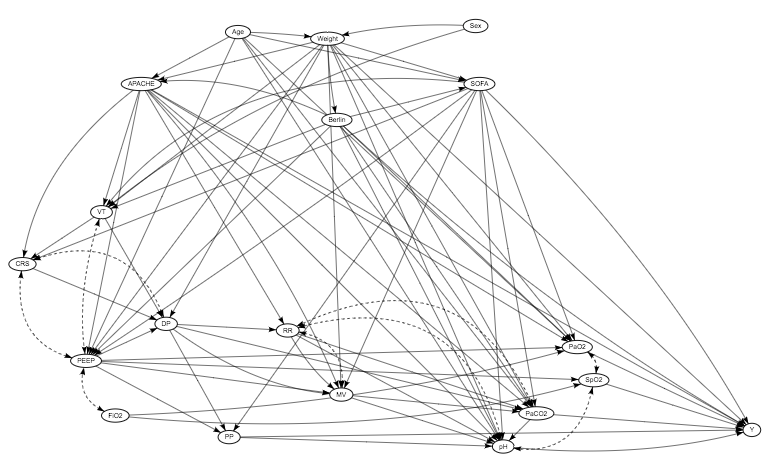 Sex
Age
Weight
APACHE
SOFA
Berlin
VT
CRS
DP
RR
PaO2
PEEP
SpO2
MV
PaCO2
FiO2
Y
PP
pH